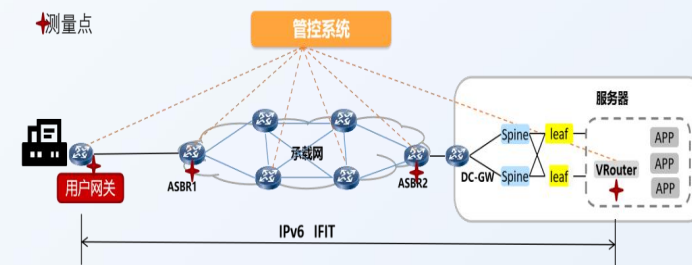 测量点
管控系统
服务器
Spine
leaf
APP
承载网
VRouter
APP
用户网关
ASBR1
ASBR2
DC-GW
Spine
leaf
APP
IPv6 IFIT